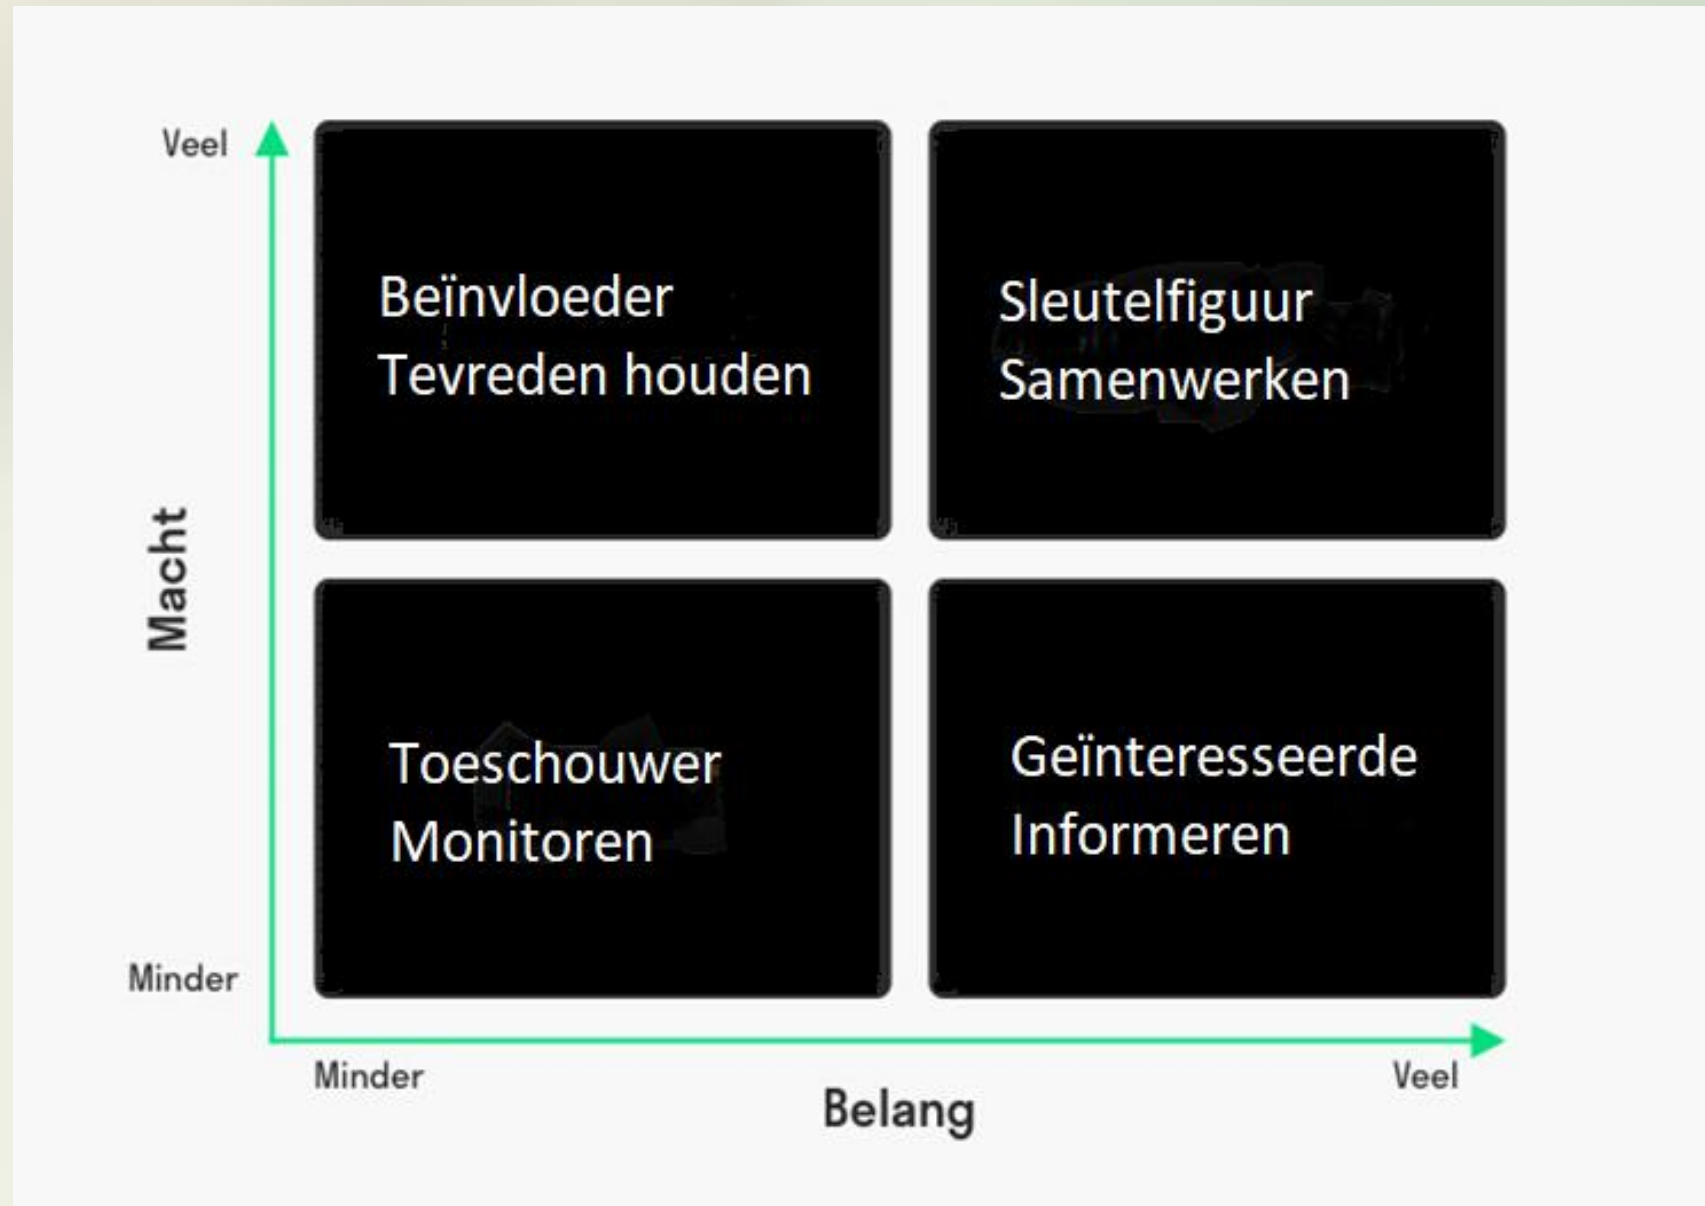 Veel
Beïnvloeder
Tevreden houden
Sleutelfiguur
Samenwerken
Macht
Toeschouwer
Monitoren
Geïnteresseerde
Informeren
Minder
Minder
Veel
Belang